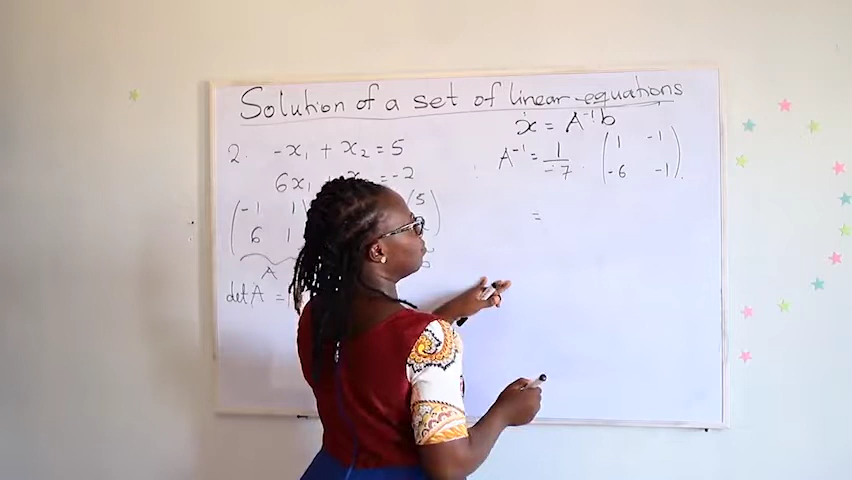 Solution of a set of linear equations
2. -x₁ + x₂ = 5
6x₁ + x₂ = -2
(-1 1
6 1
(5
A
det A =
x = A⁻¹b
A⁻¹ = 1/-7 · (1 -1
-6 -1)
=